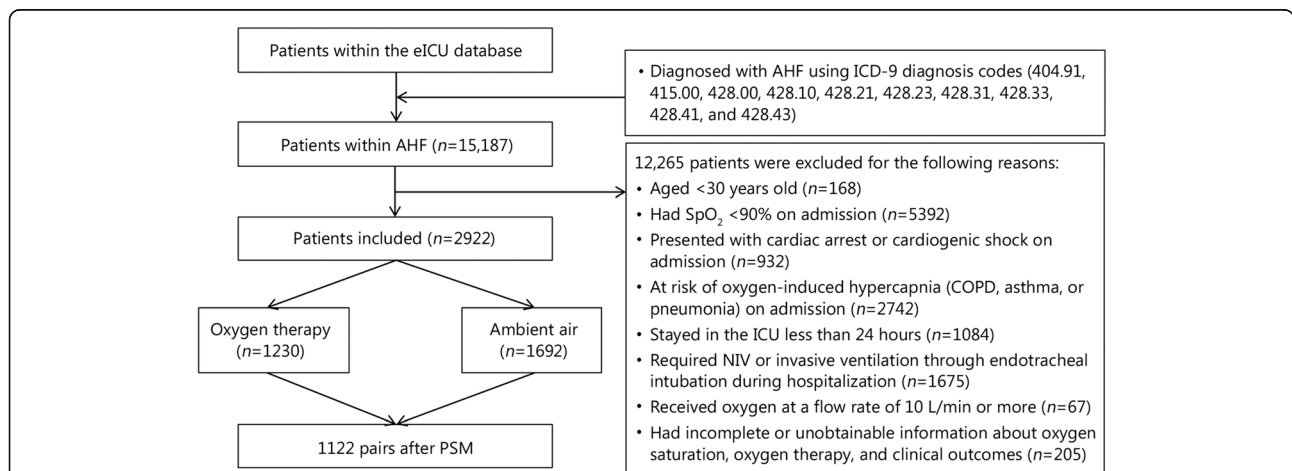 Patients within the eICU database
• Diagnosed with AHF using ICD-9 diagnosis codes (404.91,
415.00, 428.00, 428.10, 428.21, 428.23, 428.31, 428.33,
428.41, and 428.43)
Patients within AHF (n=15,187)
12,265 patients were excluded for the following reasons:
• Aged <30 years old (n=168)
• Had SpO2 <90% on admission (n=5392)
• Presented with cardiac arrest or cardiogenic shock on
admission (n=932)
• At risk of oxygen-induced hypercapnia (COPD, asthma, or
pneumonia) on admission (n=2742)
• Stayed in the ICU less than 24 hours (n=1084)
• Required NIV or invasive ventilation through endotracheal
intubation during hospitalization (n=1675)
• Received oxygen at a flow rate of 10 L/min or more (n=67)
• Had incomplete or unobtainable information about oxygen
saturation, oxygen therapy, and clinical outcomes (n=205)
Patients included (n=2922)
Oxygen therapy
(n=1230)
Ambient air
(n=1692)
1122 pairs after PSM